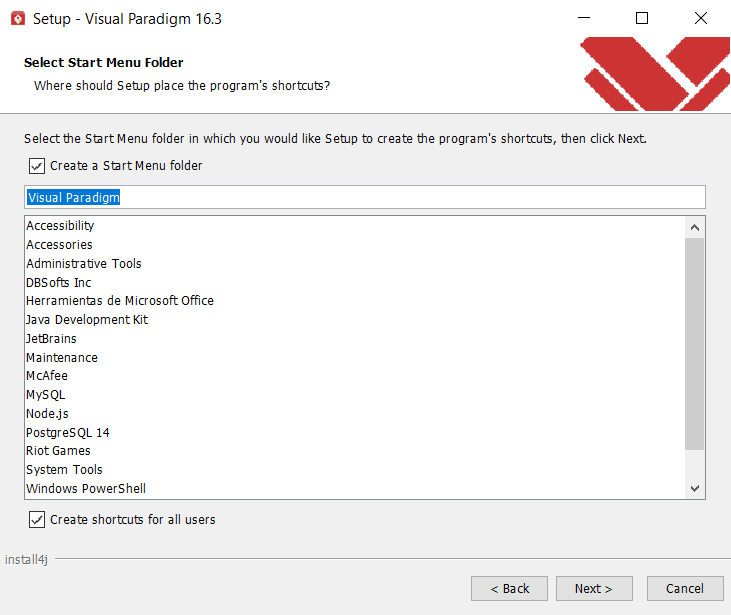 Setup - Visual Paradigm 16.3
Select Start Menu Folder
Where should Setup place the program's shortcuts?
Select the Start Menu folder in which you would like Setup to create the program's shortcuts, then click Next.
Create a Start Menu folder
Visual Paradigm
Accessibility
Accessories
Administrative Tools
DBSofts Inc
Herramientas de Microsoft Office
Java Development Kit
JetBrains
Maintenance
McAfee
MySQL
Node.js
PostgreSQL 14
Riot Games
System Tools
Windows PowerShell
Create shortcuts for all users
install4j
< Back Next > Cancel